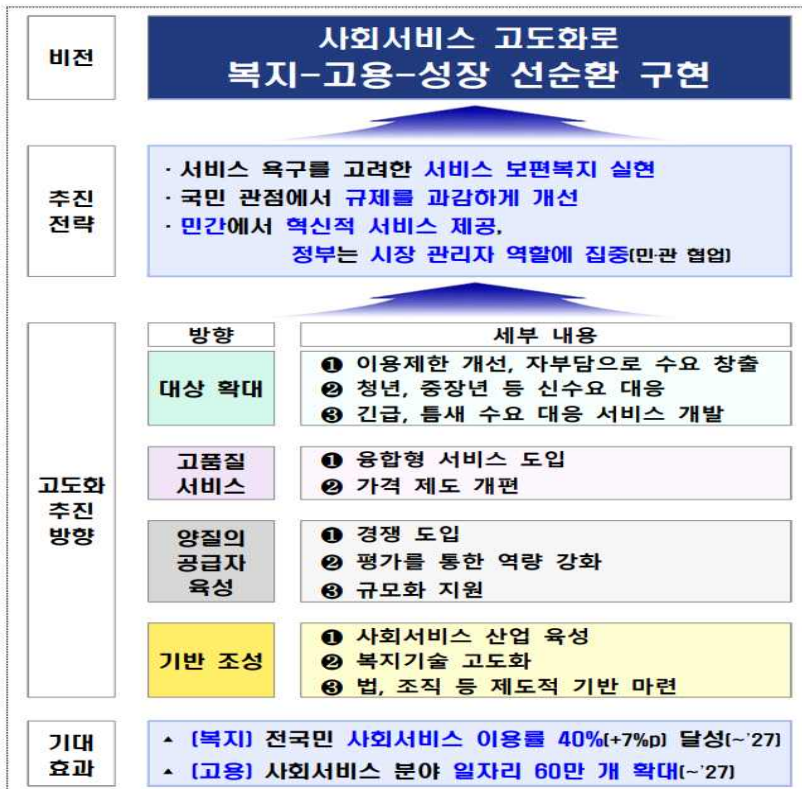 비전
사회서비스 고도화로
복지-고용-성장 선순환 구현
추진
전략
· 서비스 욕구를 고려한 서비스 보편복지 실현
· 국민 관점에서 규제를 과감하게 개선
· 민간에서 혁신적 서비스 제공,
정부는 시장 관리자 역할에 집중(민·관 협업)
고도화
추진
방향
방향
세부 내용
대상 확대
❶ 이용제한 개선, 자부담으로 수요 창출
❷ 청년, 중장년 등 신수요 대응
❸ 긴급, 틈새 수요 대응 서비스 개발
고품질
서비스
❶ 융합형 서비스 도입
❷ 가격 제도 개편
양질의
공급자
육성
❶ 경쟁 도입
❷ 평가를 통한 역량 강화
❸ 규모화 지원
기반 조성
❶ 사회서비스 산업 육성
❷ 복지기술 고도화
❸ 법, 조직 등 제도적 기반 마련
기대
효과
▴ (복지) 전국민 사회서비스 이용률 40%(+7%p) 달성(~'27)
▴ (고용) 사회서비스 분야 일자리 60만 개 확대(~'27)